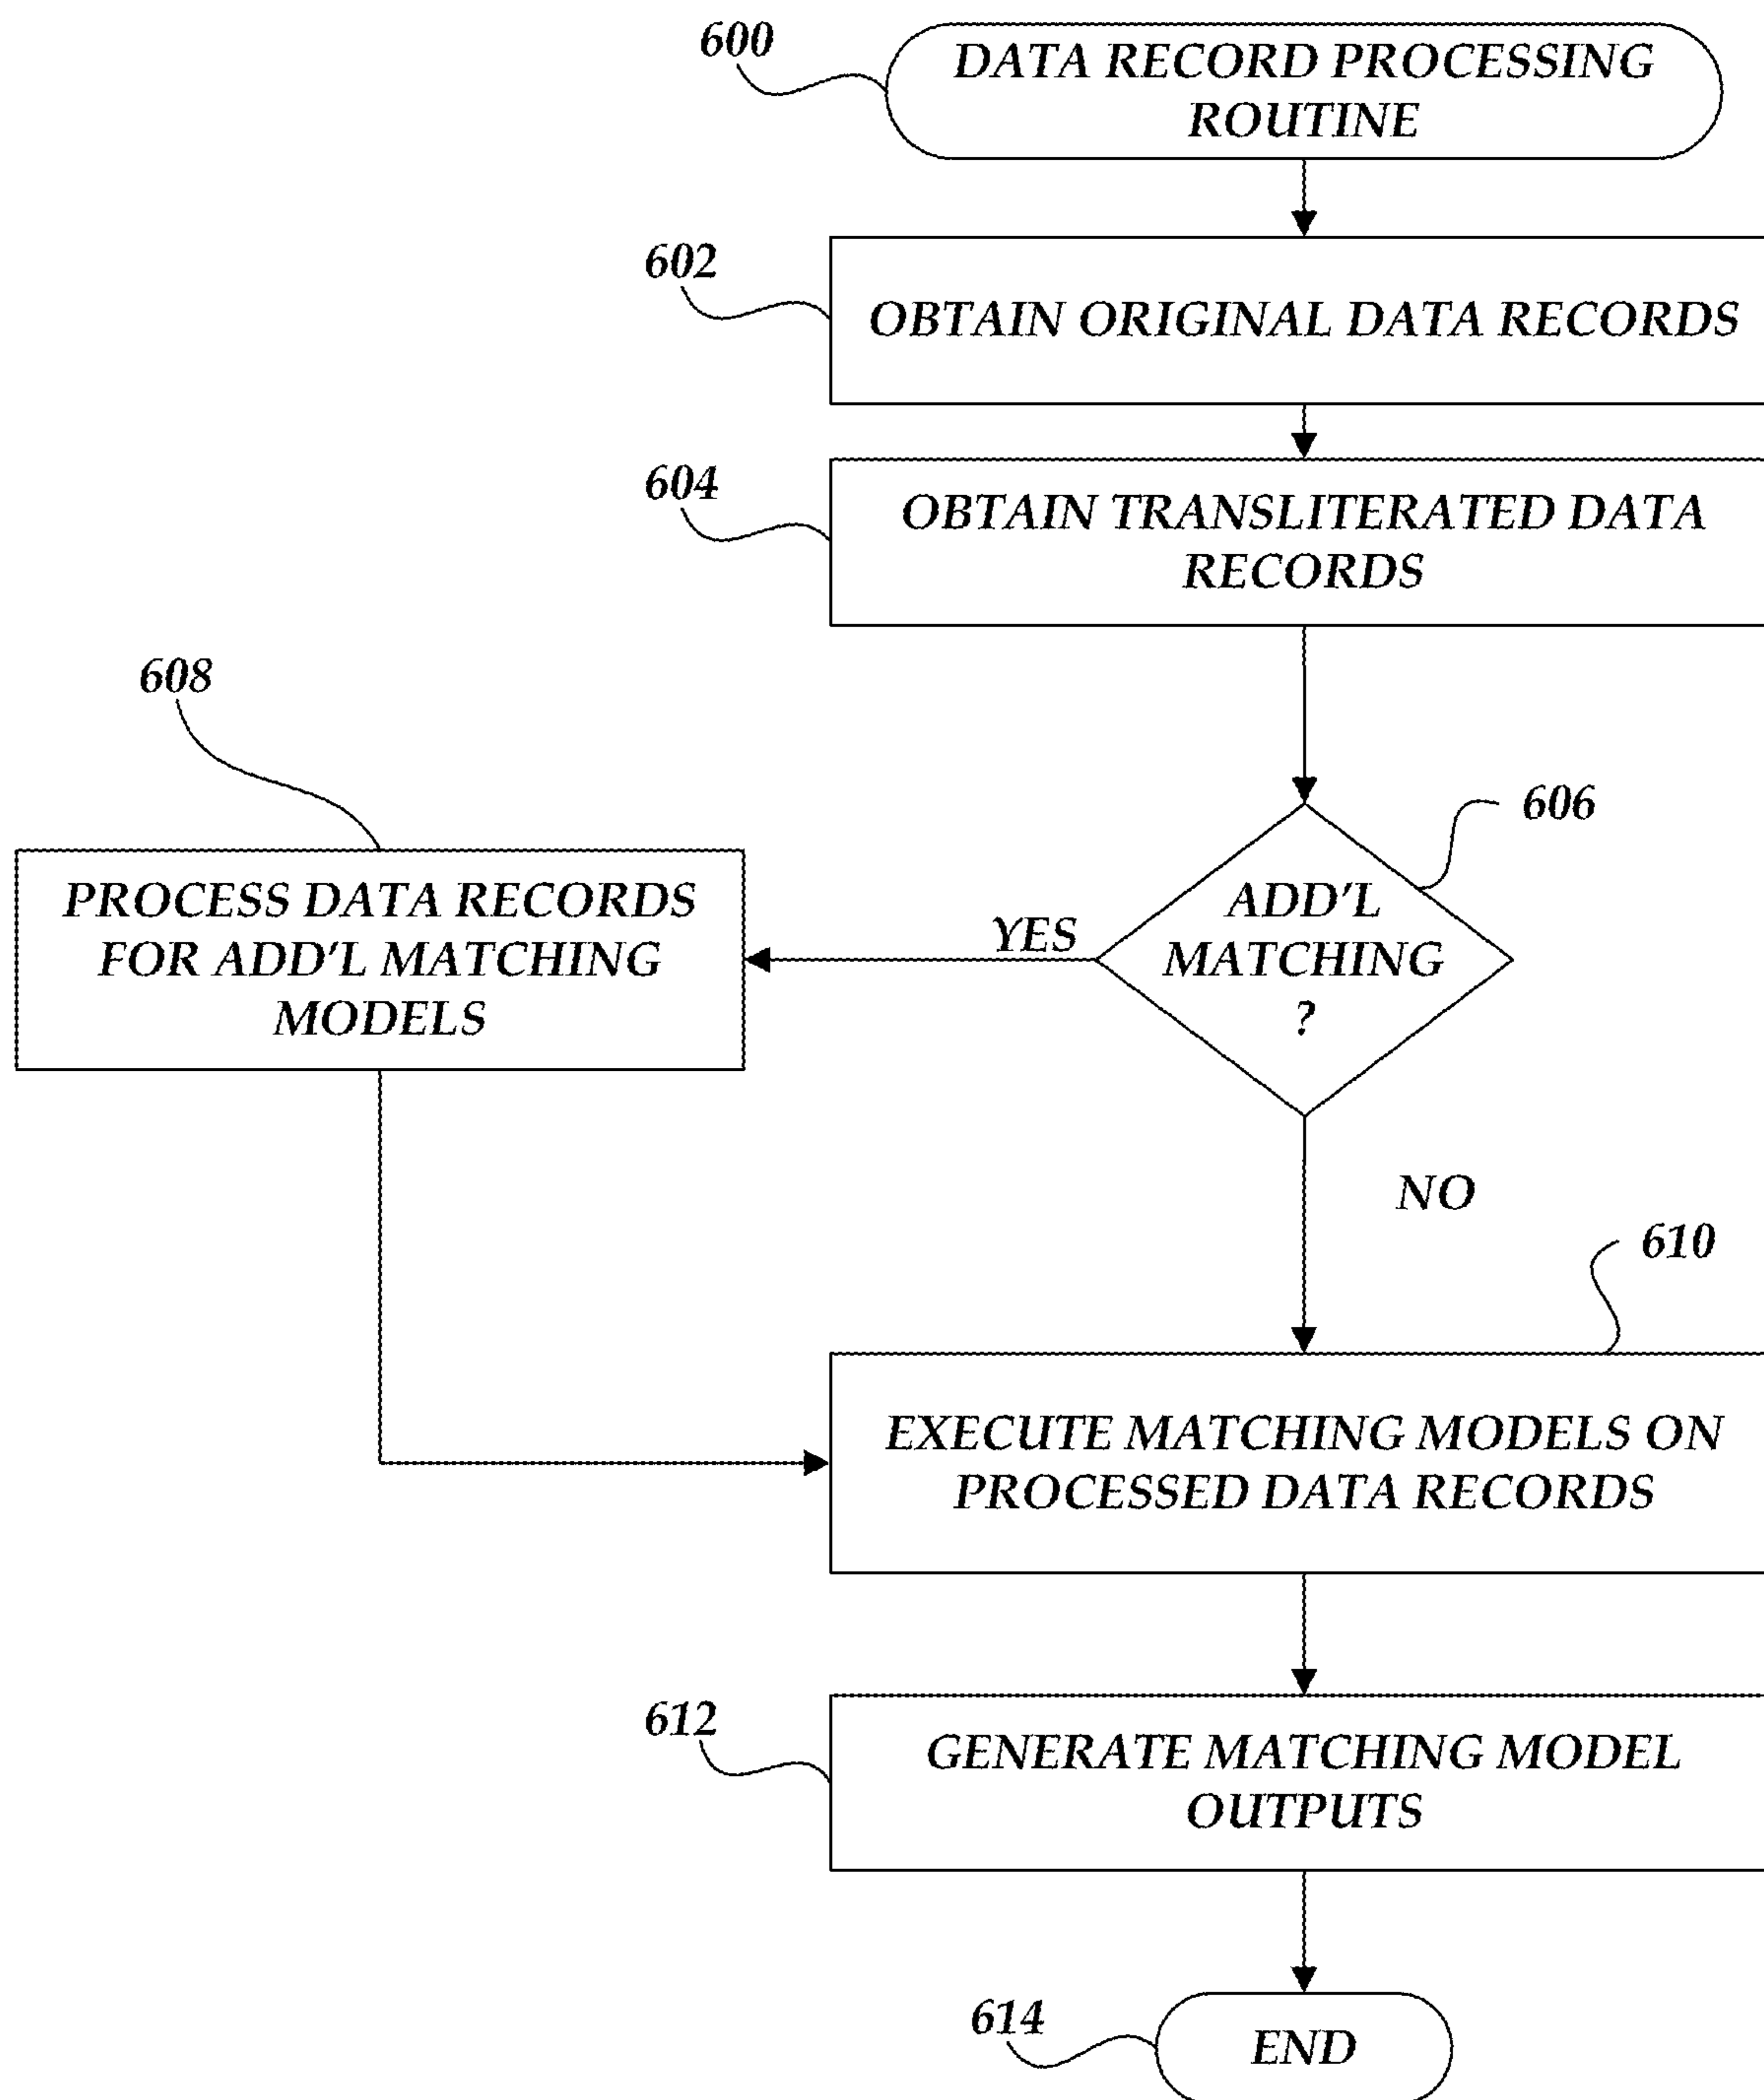 600
DATA RECORD PROCESSING
ROUTINE
602
OBTAIN ORIGINAL DATA RECORDS
604
OBTAIN TRANSLITERATED DATA
RECORDS
608
606
PROCESS DATA RECORDS
FOR ADD'L MATCHING
MODELS
YES
ADD'L
MATCHING
?
NO
610
EXECUTE MATCHING MODELS ON
PROCESSED DATA RECORDS
612
GENERATE MATCHING MODEL
OUTPUTS
614
END